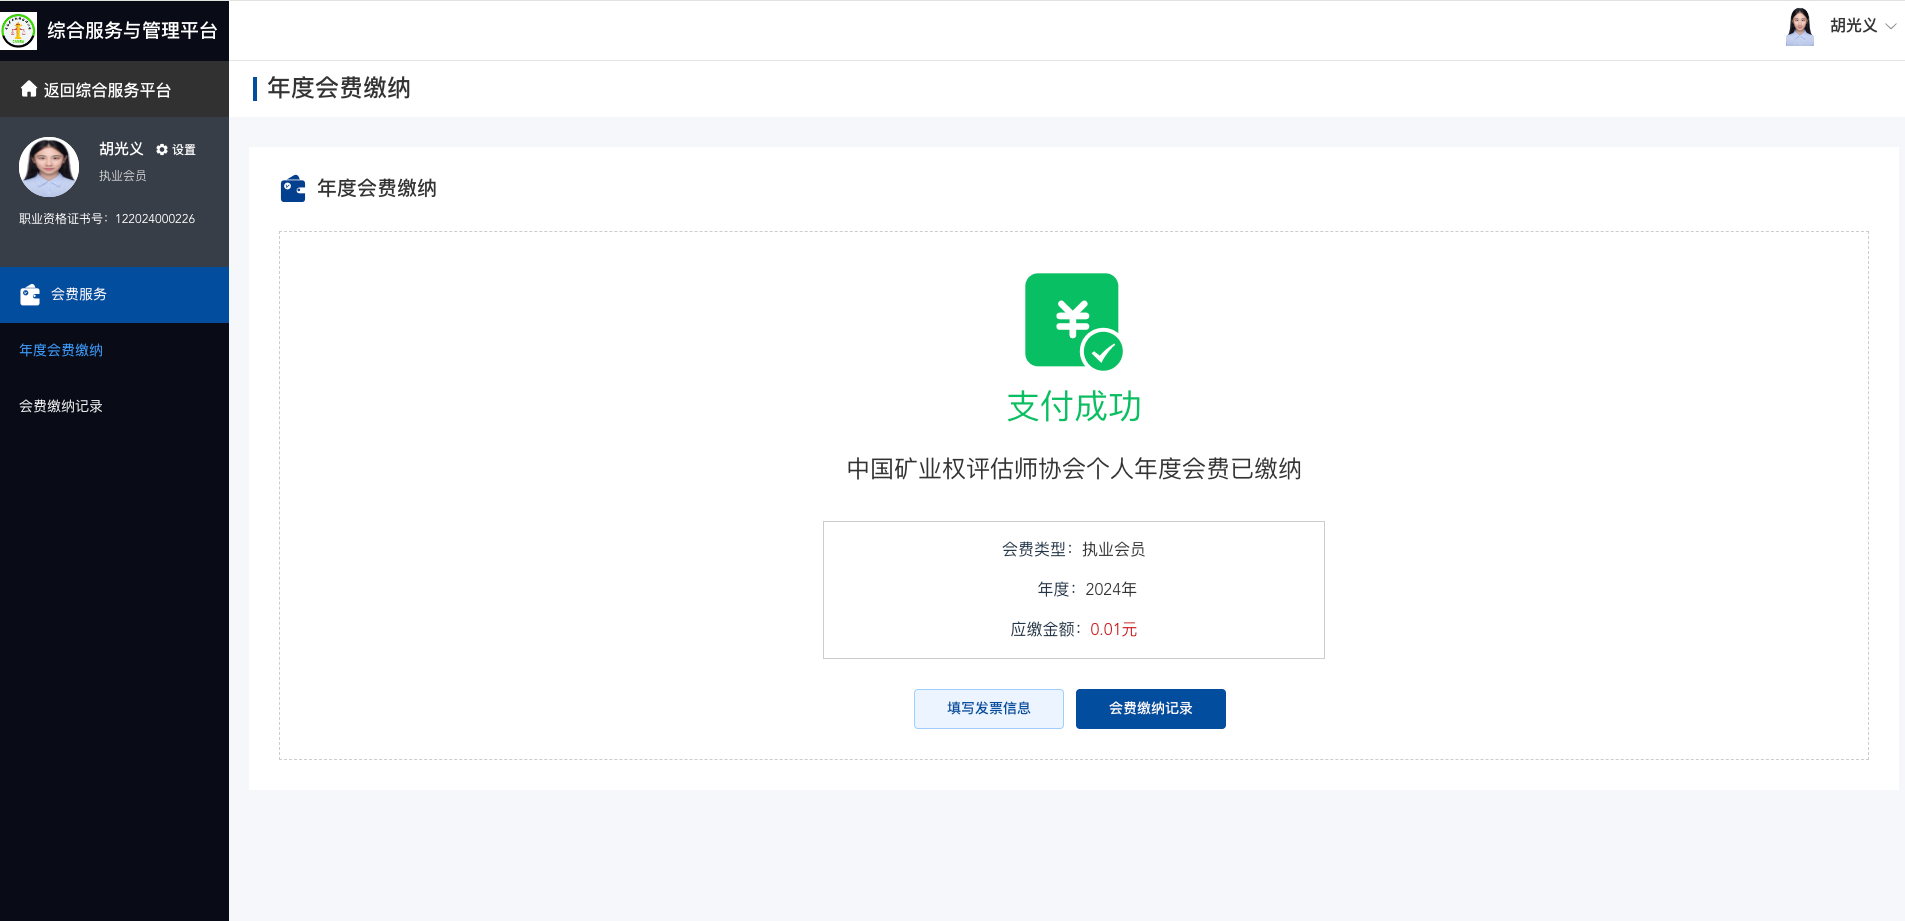 综合服务与管理平台
胡光义
返回综合服务平台
年度会费缴纳
胡光义 设置
执业会员
职业资格证书号：122024000226
会费服务
年度会费缴纳
会费缴纳记录
年度会费缴纳
支付成功
中国矿业权评估师协会个人年度会费已缴纳
会费类型：执业会员
年度：2024年
应缴金额：0.01元
填写发票信息
会费缴纳记录